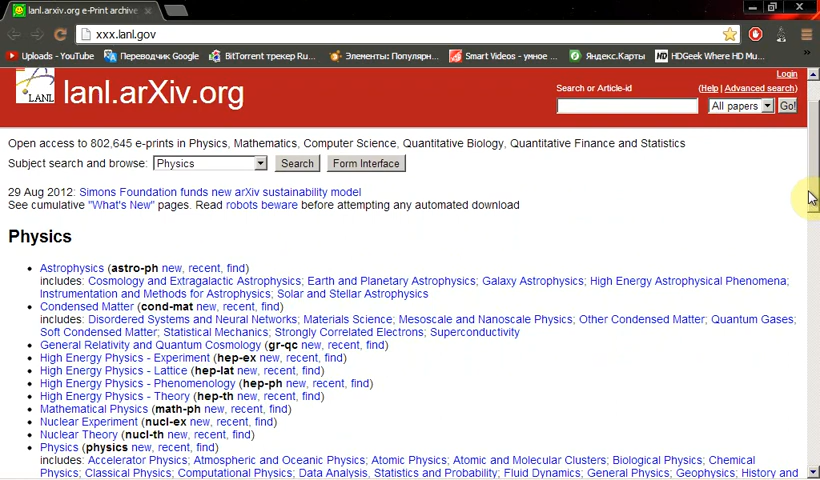 lanl.arxiv.org e-Print archive
xxx.lanl.gov
Uploads - YouTube
Переводчик Google
BitTorrent трекер Ru...
Элементы: Популярн...
Smart Videos - умное ...
Яндекс.Карты
HD HDGeek Where HD Mu...
Login
LANL
lanl.arXiv.org
Search or Article-id
(Help | Advanced search)
All papers
Go!
Open access to 802,645 e-prints in Physics, Mathematics, Computer Science, Quantitative Biology, Quantitative Finance and Statistics
Subject search and browse: Physics Search Form Interface
29 Aug 2012: Simons Foundation funds new arXiv sustainability model
See cumulative "What's New" pages. Read robots beware before attempting any automated download
Physics
Astrophysics (astro-ph new, recent, find)
includes: Cosmology and Extragalactic Astrophysics; Earth and Planetary Astrophysics; Galaxy Astrophysics; High Energy Astrophysical Phenomena;
Instrumentation and Methods for Astrophysics; Solar and Stellar Astrophysics
Condensed Matter (cond-mat new, recent, find)
includes: Disordered Systems and Neural Networks; Materials Science; Mesoscale and Nanoscale Physics; Other Condensed Matter; Quantum Gases;
Soft Condensed Matter; Statistical Mechanics; Strongly Correlated Electrons; Superconductivity
General Relativity and Quantum Cosmology (gr-qc new, recent, find)
High Energy Physics - Experiment (hep-ex new, recent, find)
High Energy Physics - Lattice (hep-lat new, recent, find)
High Energy Physics - Phenomenology (hep-ph new, recent, find)
High Energy Physics - Theory (hep-th new, recent, find)
Mathematical Physics (math-ph new, recent, find)
Nuclear Experiment (nucl-ex new, recent, find)
Nuclear Theory (nucl-th new, recent, find)
Physics (physics new, recent, find)
includes: Accelerator Physics; Atmospheric and Oceanic Physics; Atomic Physics; Atomic and Molecular Clusters; Biological Physics; Chemical
Physics; Classical Physics; Computational Physics; Data Analysis, Statistics and Probability; Fluid Dynamics; General Physics; Geophysics; History and